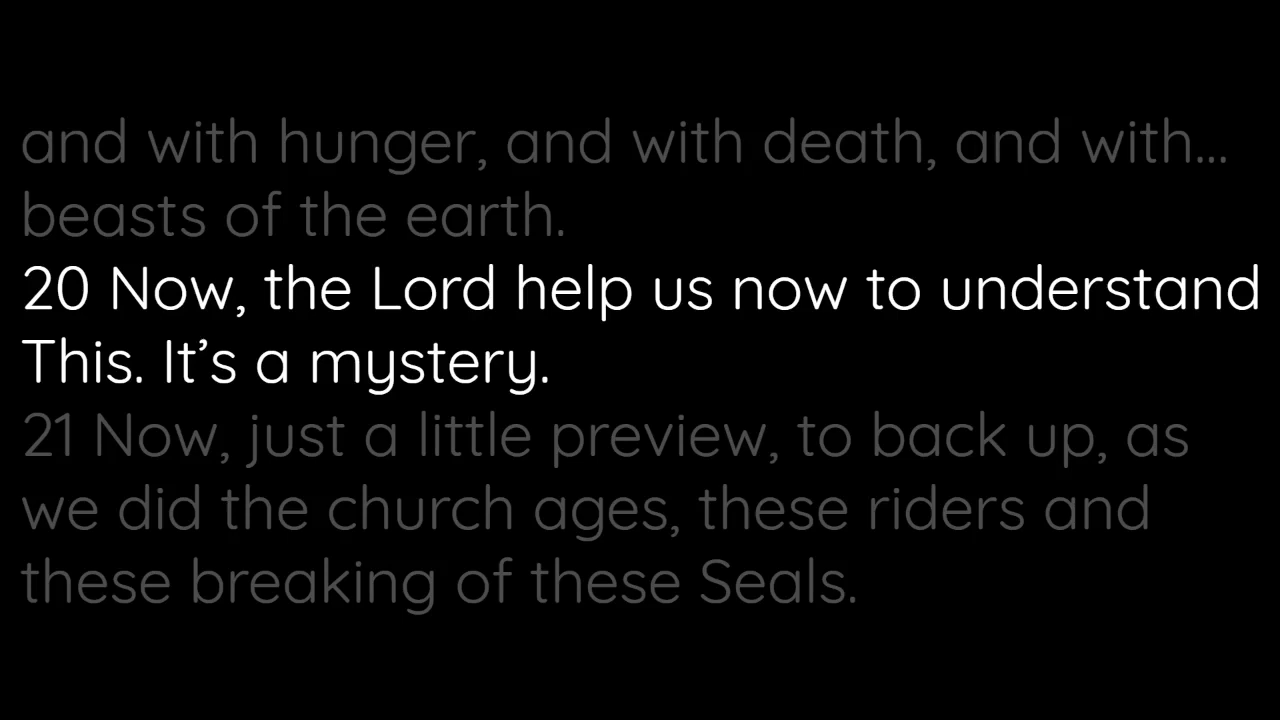 and with hunger, and with death, and with...
beasts of the earth.
20 Now, the Lord help us now to understand
This. It’s a mystery.
21 Now, just a little preview, to back up, as
we did the church ages, these riders and
these breaking of these Seals.